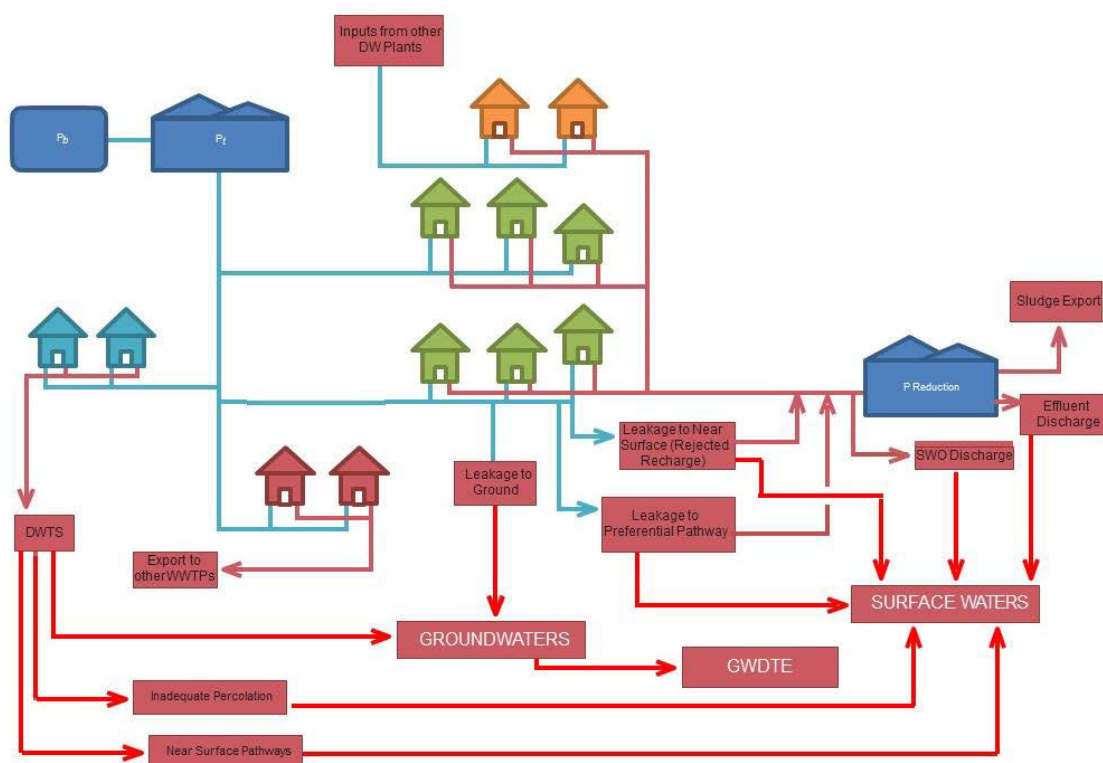 Inputs from other
DW Plants
Pb
Pt
Sludge Export
P Reduction
Effluent
Discharge
Leakage to Near
Surface (Rejected
Recharge)
SWO Discharge
Leakage to
Ground
Leakage to
Preferential Pathway
DWTS
Export to
other WWTPs
SURFACE WATERS
GROUNDWATERS
GWDTE
Inadequate Percolation
Near Surface Pathways